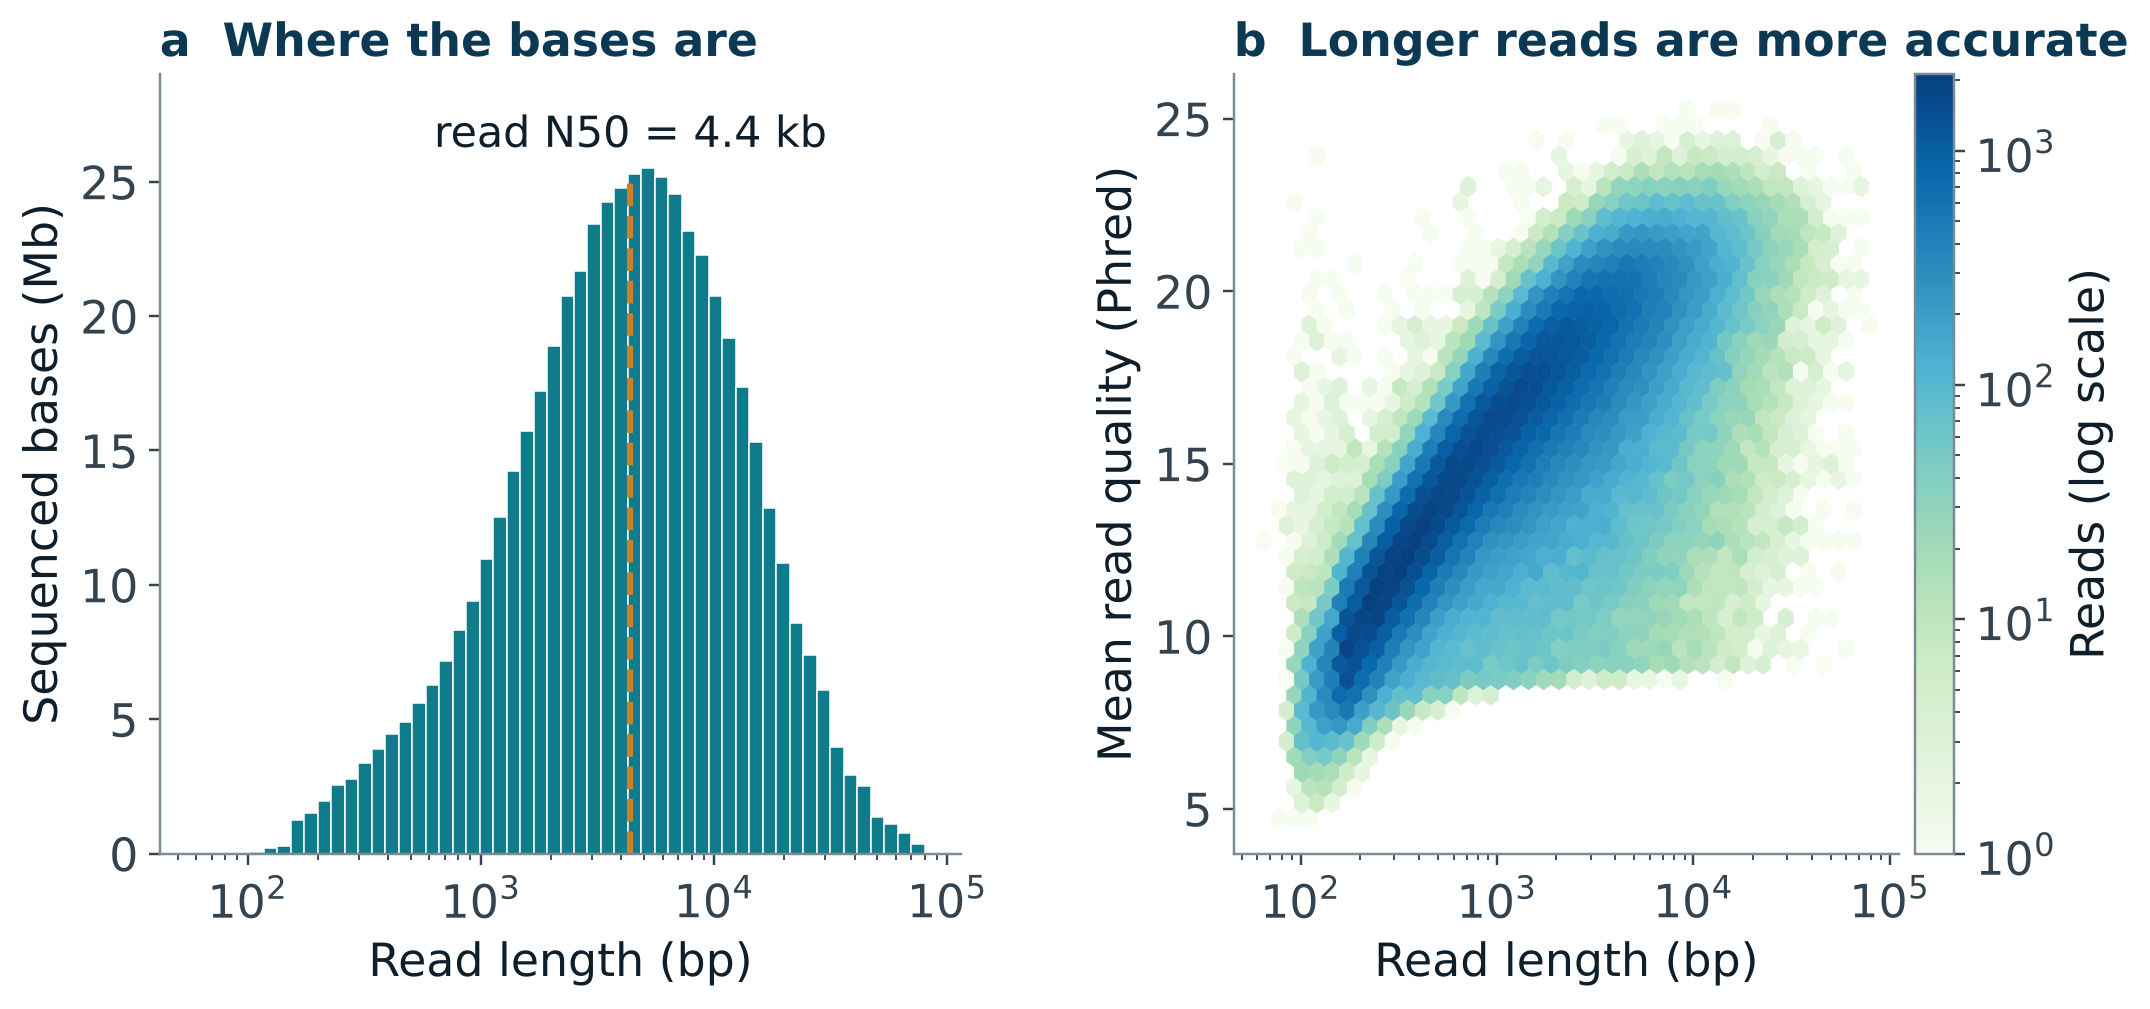 a Where the bases are
read N50 = 4.4 kb
Sequenced bases (Mb)
25
20
15
10
5
0
10²
10³
10⁴
10⁵
Read length (bp)
b Longer reads are more accurate
Mean read quality (Phred)
25
20
15
10
5
10²
10³
10⁴
10⁵
Read length (bp)
10³
10²
10¹
10⁰
Reads (log scale)